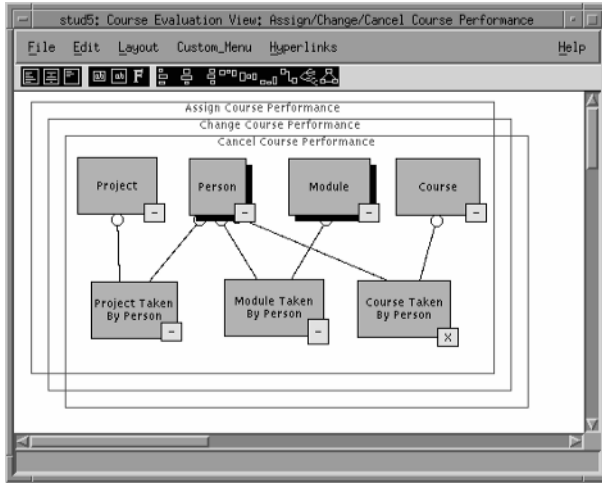 stud5: Course Evaluation View: Assign/Change/Cancel Course Performance
File Edit Layout Custom_Menu Hyperlinks Help
ab ab F
Assign Course Performance
Change Course Performance
Cancel Course Performance
Project
Person
Module
Course
- - - -
Project Taken
By Person
Module Taken
By Person
Course Taken
By Person
- - X